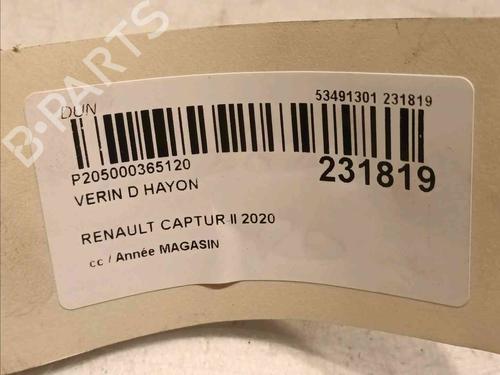 B-PARTS
DUN
53491301 231819
P205000365120
231819
VERIN D HAYON
RENAULT CAPTUR II 2020
cc / Année MAGASIN